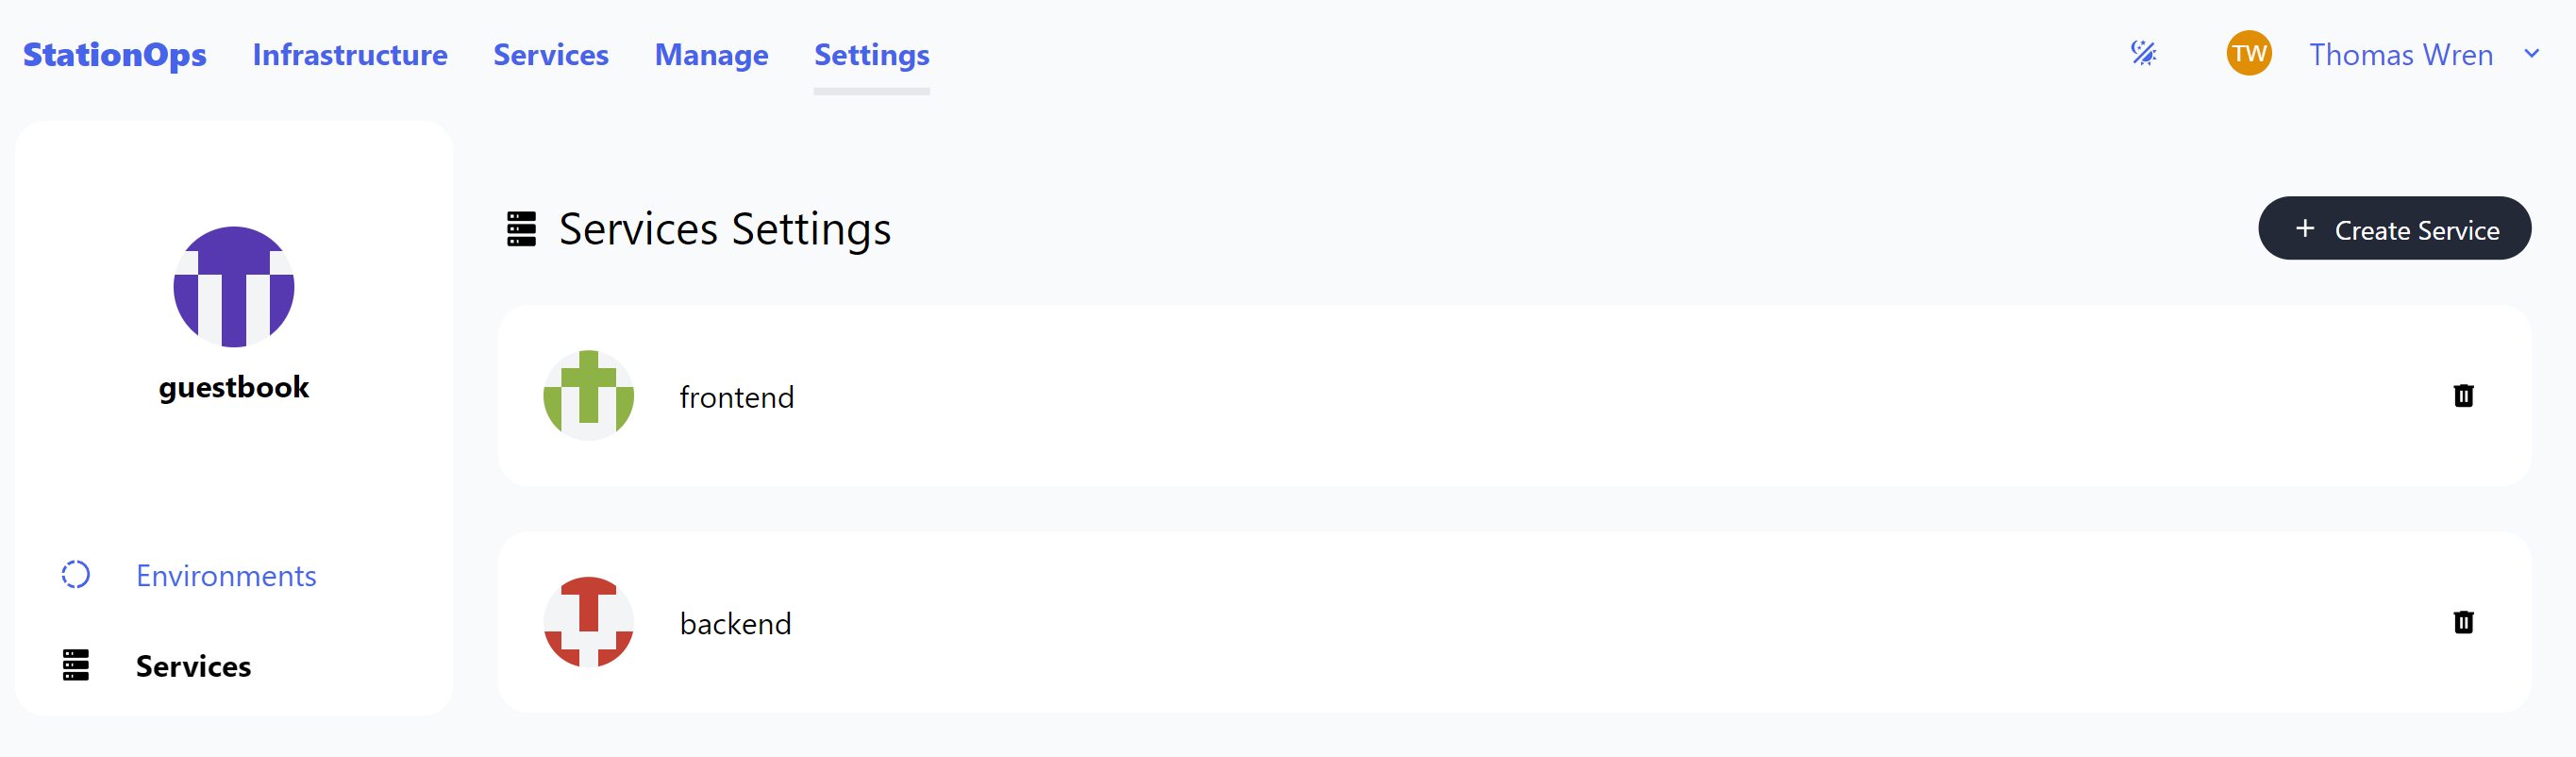 StationOps Infrastructure Services Manage Settings TW Thomas Wren
guestbook
Environments
Services
Services Settings + Create Service
frontend
backend